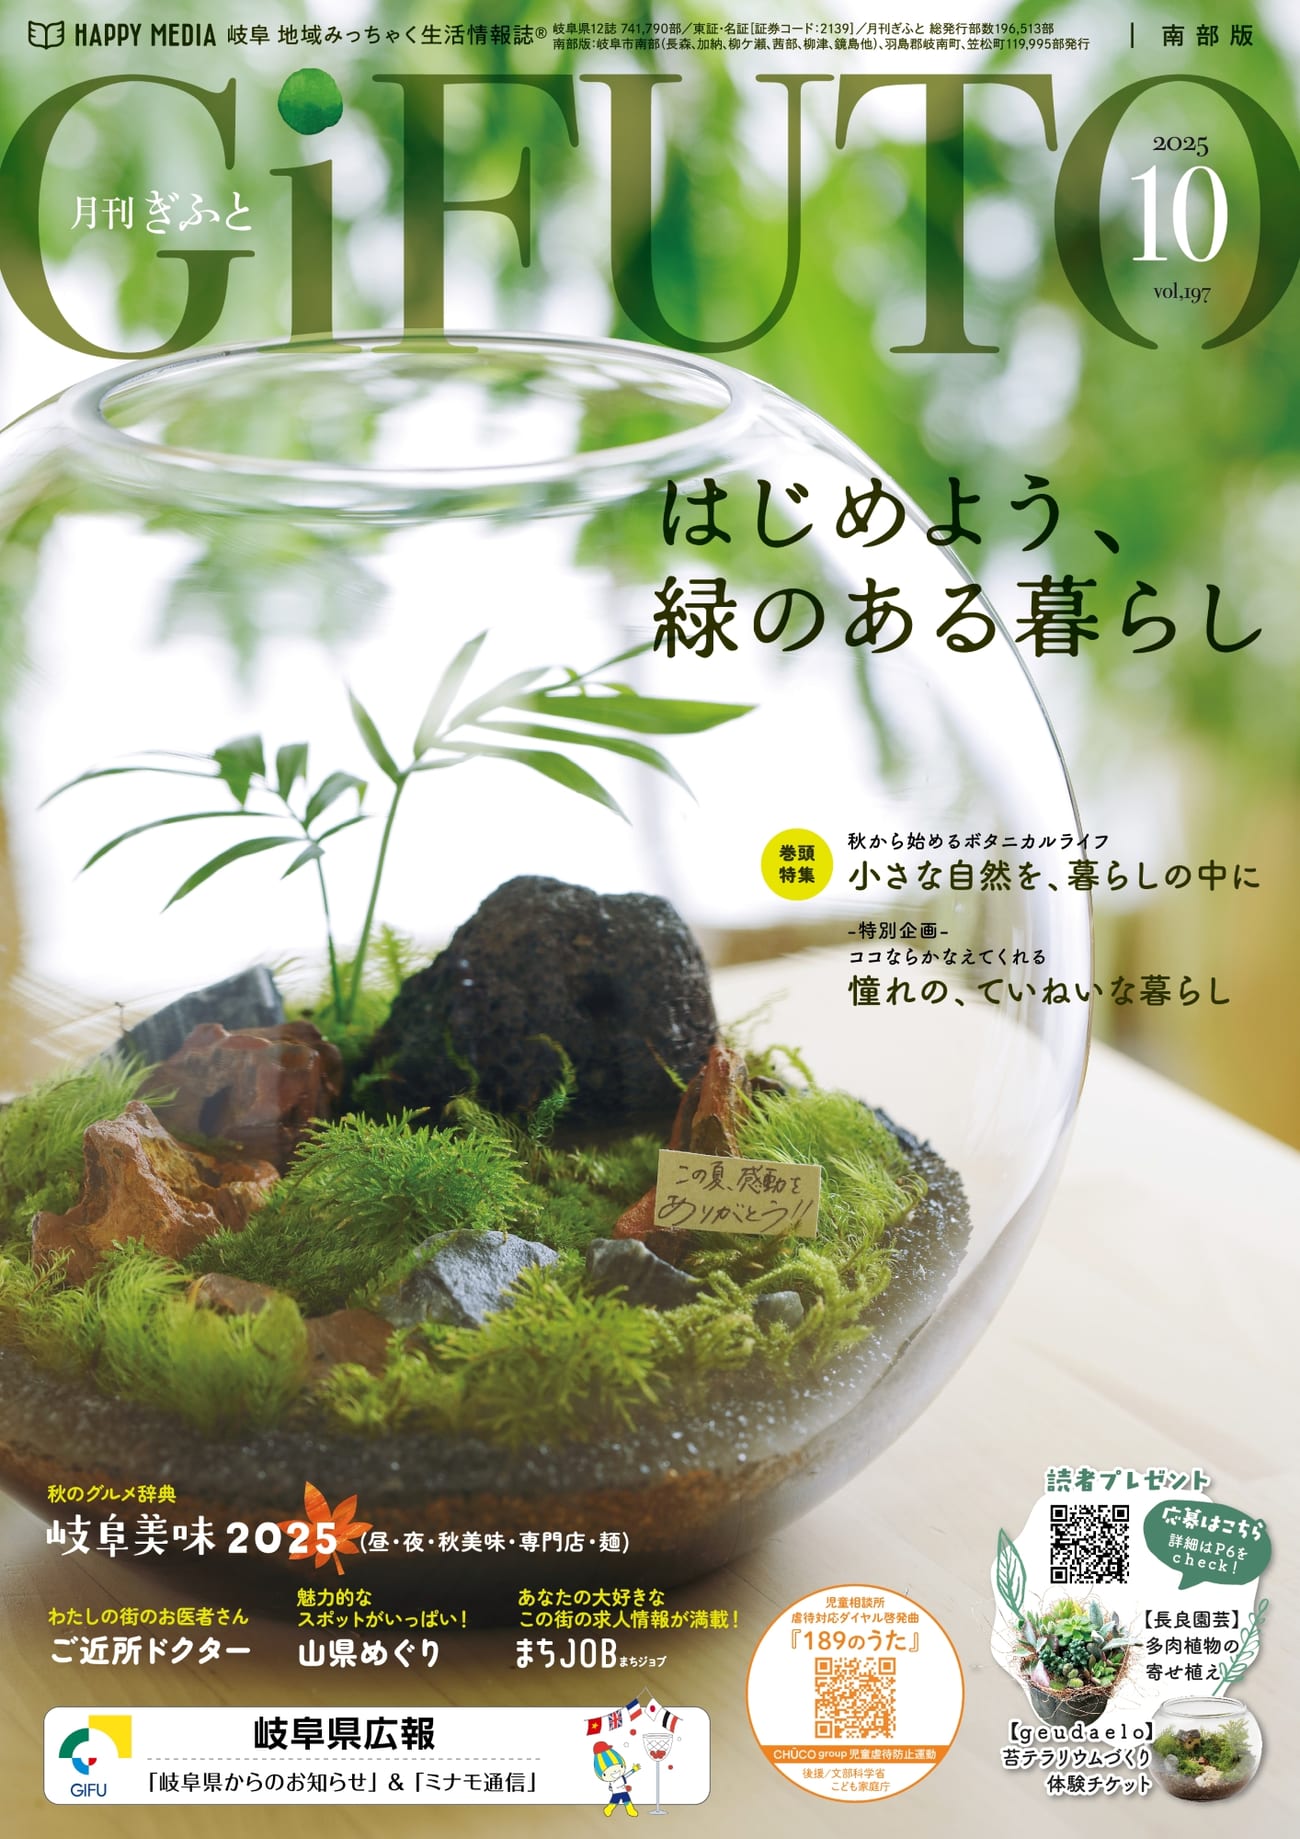 HAPPY MEDIA 岐阜 地域みっちゃく生活情報誌®
岐阜県12誌 741,790部／東証・名証［証券コード：2139］／月刊ぎふと 総発行部数196,513部
南部版：岐阜市南部（長森、加納、柳ケ瀬、茜部、柳津、鏡島他）、羽島郡岐南町、笠松町119,995部発行
南部版
GiFUTO
月刊ぎふと
2025
10
vol,197
はじめよう、
緑のある暮らし
巻頭
特集
秋から始めるボタニカルライフ
小さな自然を、暮らしの中に
-特別企画-
ココならかなえてくれる
憧れの、ていねいな暮らし
この夏、感動を
ありがとう!!
秋のグルメ辞典
岐阜美味 2025 (昼・夜・秋美味・専門店・麺)
わたしの街のお医者さん
ご近所ドクター
魅力的な
スポットがいっぱい！
山県めぐり
あなたの大好きな
この街の求人情報が満載！
まちJOB まちジョブ
GIFU
岐阜県広報
「岐阜県からのお知らせ」＆「ミナモ通信」
児童相談所
虐待対応ダイヤル啓発曲
『189のうた』
CHŪCO group 児童虐待防止運動
後援／文部科学省
こども家庭庁
読者プレゼント
応募はこちら
詳細はP6を
check!
【長良園芸】
多肉植物の
寄せ植え
【geudaelo】
苔テラリウムづくり
体験チケット